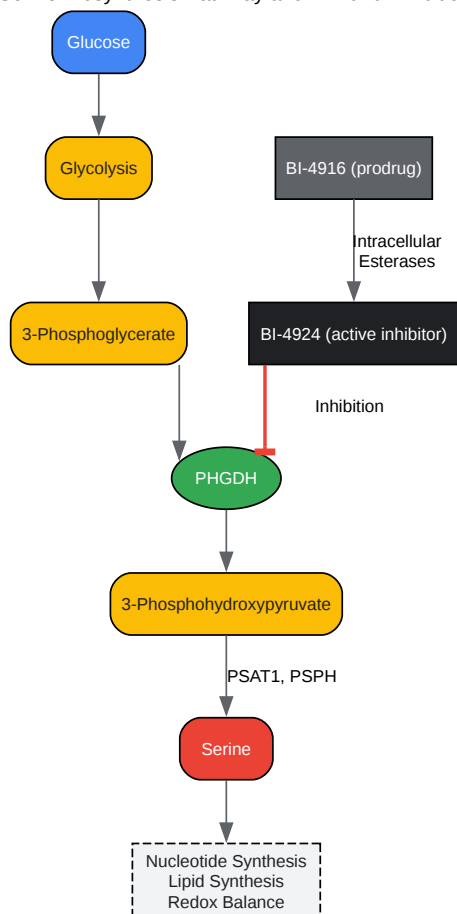 Glucose
Glycolysis
BI-4916 (prodrug)
Intracellular
Esterases
3-Phosphoglycerate
BI-4924 (active inhibitor)
Inhibition
PHGDH
3-Phosphohydroxypyruvate
PSAT1, PSPH
Serine
Nucleotide Synthesis
Lipid Synthesis
Redox Balance